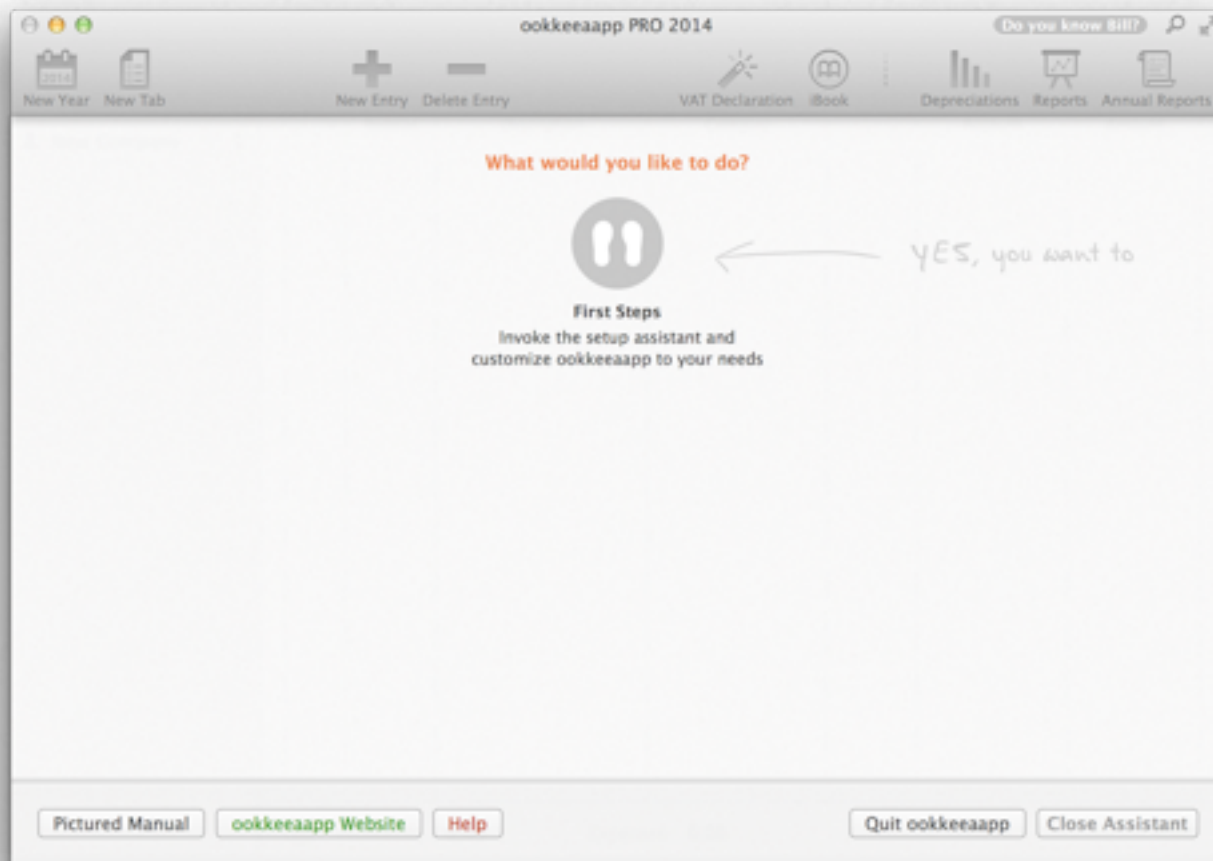 ookkeeaapp PRO 2014
Do you know Bill?
2014
New Year New Tab New Entry Delete Entry VAT Declaration iBook Depreciations Reports Annual Reports
What would you like to do?
YES, you want to
First Steps
Invoke the setup assistant and
customize ookkeeaapp to your needs
Pictured Manual ookkeeaapp Website Help Quit ookkeeaapp Close Assistant